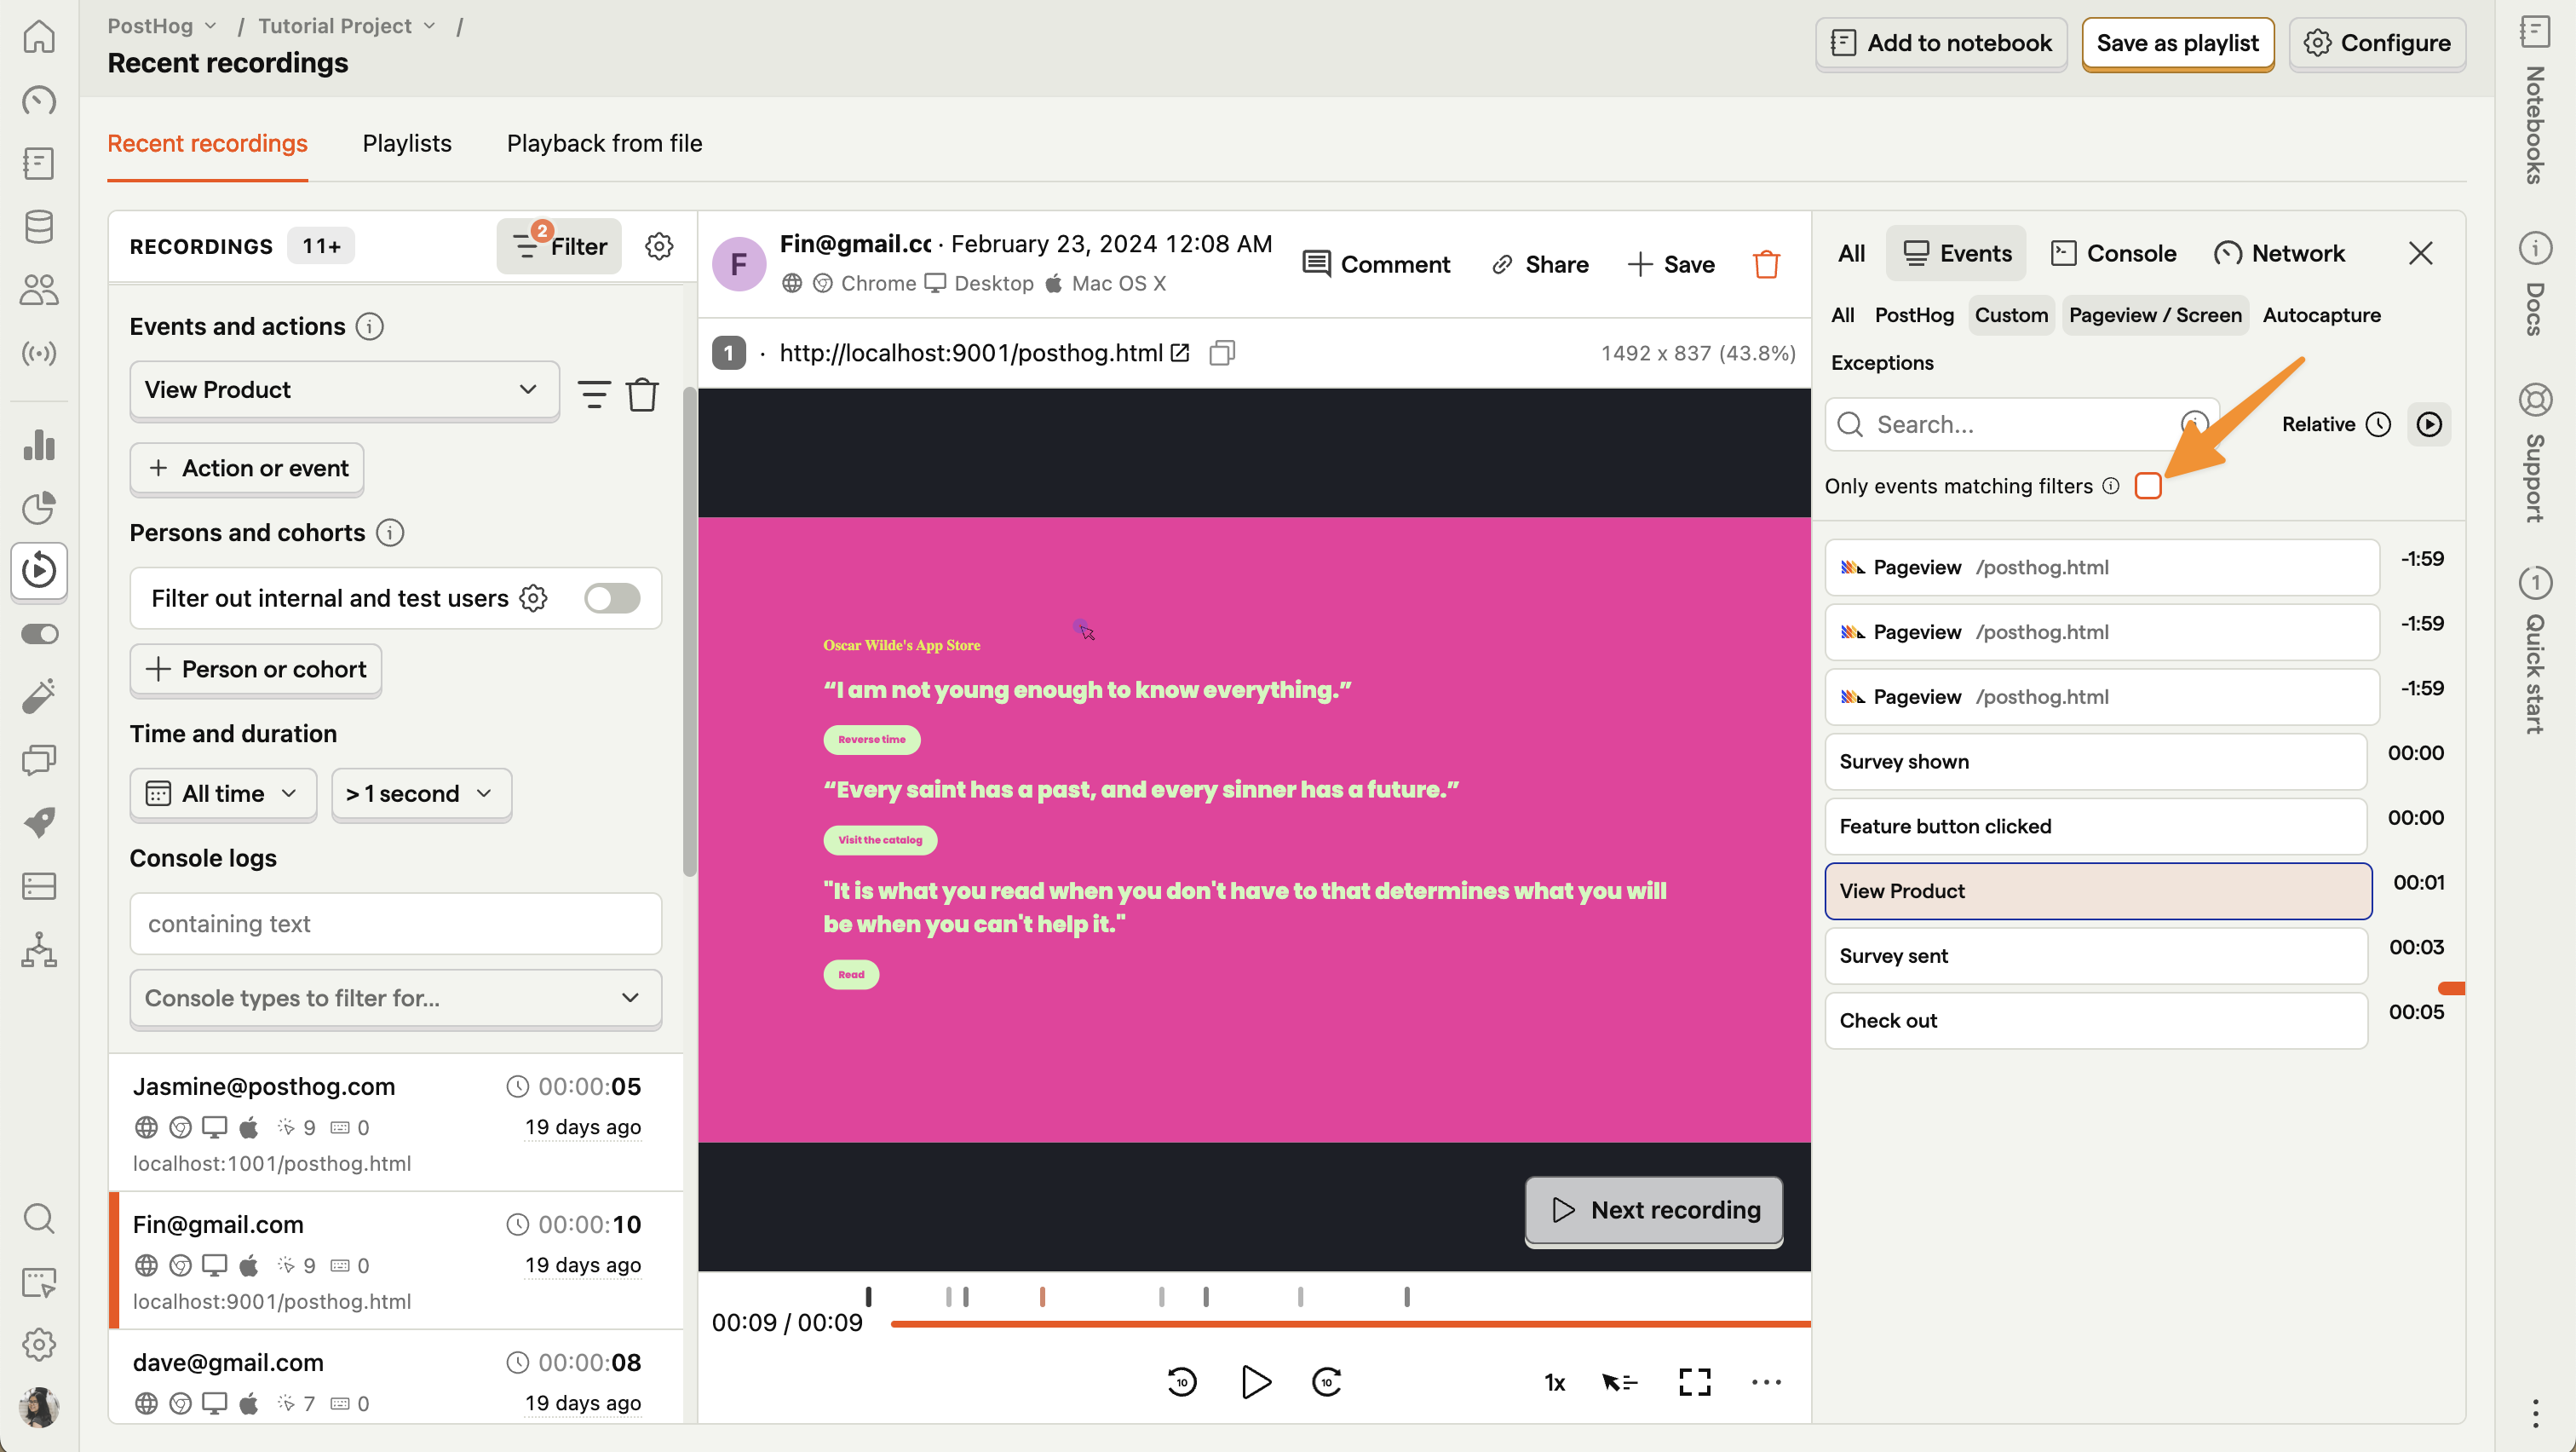 PostHog / Tutorial Project /
Recent recordings
Add to notebook
Save as playlist
Configure
Recent recordings
Playlists
Playback from file
RECORDINGS 11+
2
Filter
Events and actions
View Product
+ Action or event
Persons and cohorts
Filter out internal and test users
+ Person or cohort
Time and duration
All time
> 1 second
Console logs
containing text
Console types to filter for...
Jasmine@posthog.com 00:00:05
9 0 19 days ago
localhost:1001/posthog.html
Fin@gmail.com 00:00:10
9 0 19 days ago
localhost:9001/posthog.html
dave@gmail.com 00:00:08
7 0 19 days ago
F
Fin@gmail.cc · February 23, 2024 12:08 AM
Chrome Desktop Mac OS X
Comment
Share
+ Save
1 · http://localhost:9001/posthog.html
1492 x 837 (43.8%)
Oscar Wilde's App Store
“I am not young enough to know everything.”
Reverse time
“Every saint has a past, and every sinner has a future.”
Visit the catalog
"It is what you read when you don't have to that determines what you will
be when you can't help it."
Read
Next recording
00:09 / 00:09
10
10
1x
All Events Console Network
All PostHog Custom Pageview / Screen Autocapture
Exceptions
Search...
Relative
Only events matching filters
Pageview /posthog.html -1:59
Pageview /posthog.html -1:59
Pageview /posthog.html -1:59
Survey shown 00:00
Feature button clicked 00:00
View Product 00:01
Survey sent 00:03
Check out 00:05
Notebooks
Docs
Support
1
Quick start